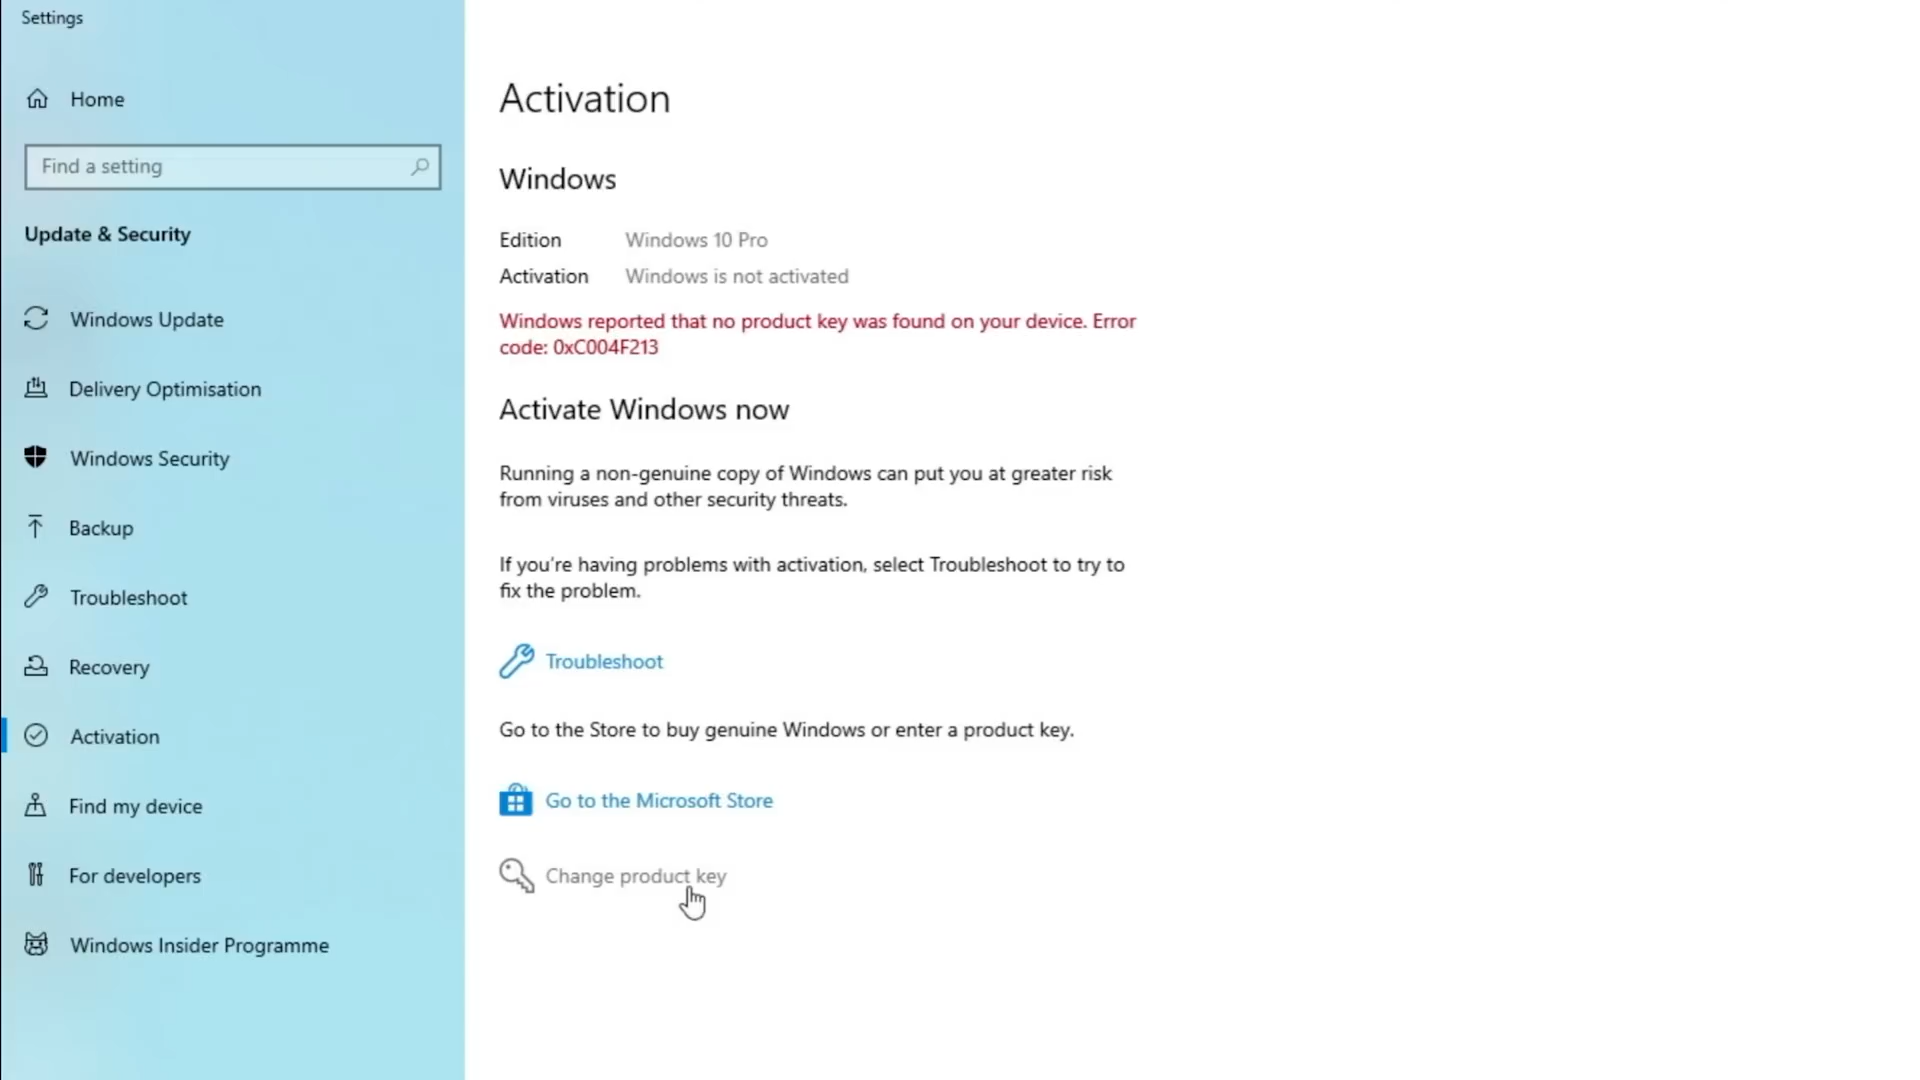 Settings
Home
Find a setting
Update & Security
Windows Update
Delivery Optimisation
Windows Security
Backup
Troubleshoot
Recovery
Activation
Find my device
For developers
Windows Insider Programme
Activation
Windows
Edition Windows 10 Pro
Activation Windows is not activated
Windows reported that no product key was found on your device. Error
code: 0xC004F213
Activate Windows now
Running a non-genuine copy of Windows can put you at greater risk
from viruses and other security threats.
If you're having problems with activation, select Troubleshoot to try to
fix the problem.
Troubleshoot
Go to the Store to buy genuine Windows or enter a product key.
Go to the Microsoft Store
Change product key